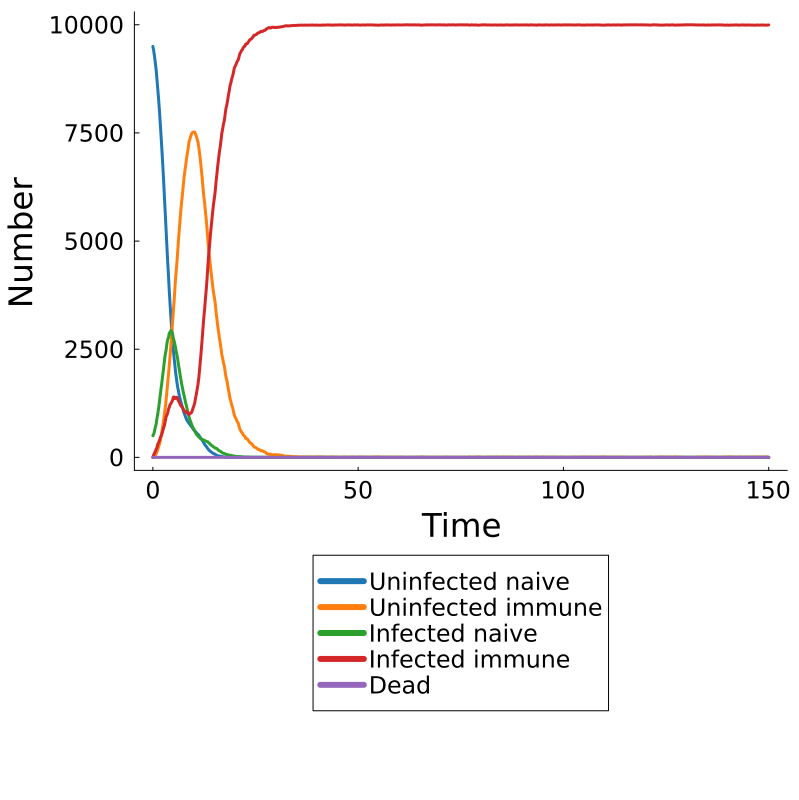 10000
7500
5000
2500
0
Number
0 50 100 150
Time
Uninfected naive
Uninfected immune
Infected naive
Infected immune
Dead